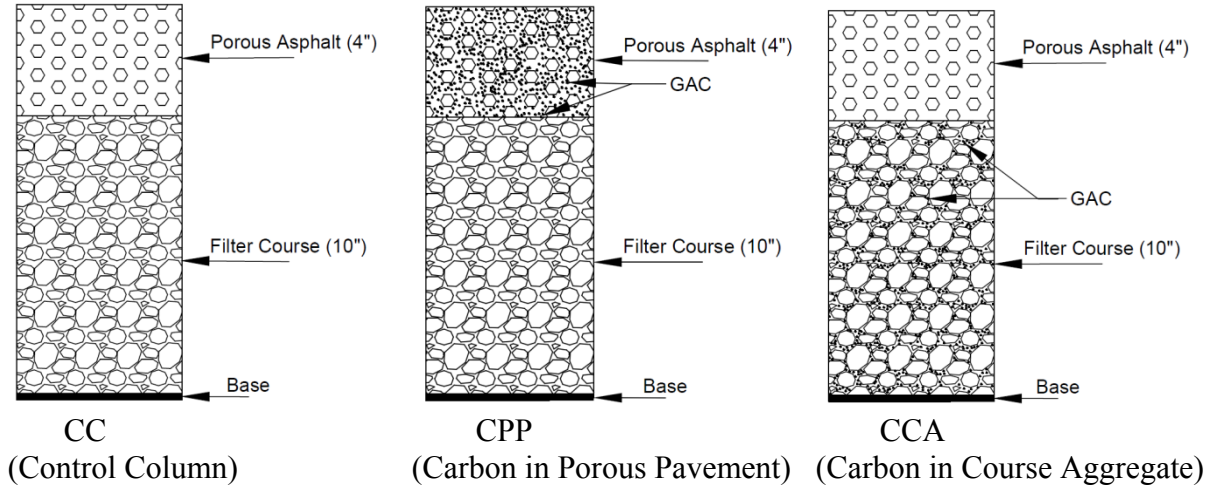 Porous Asphalt (4")
Filter Course (10")
Base
CC
(Control Column)
Porous Asphalt (4")
GAC
Filter Course (10")
Base
CPP
(Carbon in Porous Pavement)
Porous Asphalt (4")
GAC
Filter Course (10")
Base
CCA
(Carbon in Course Aggregate)